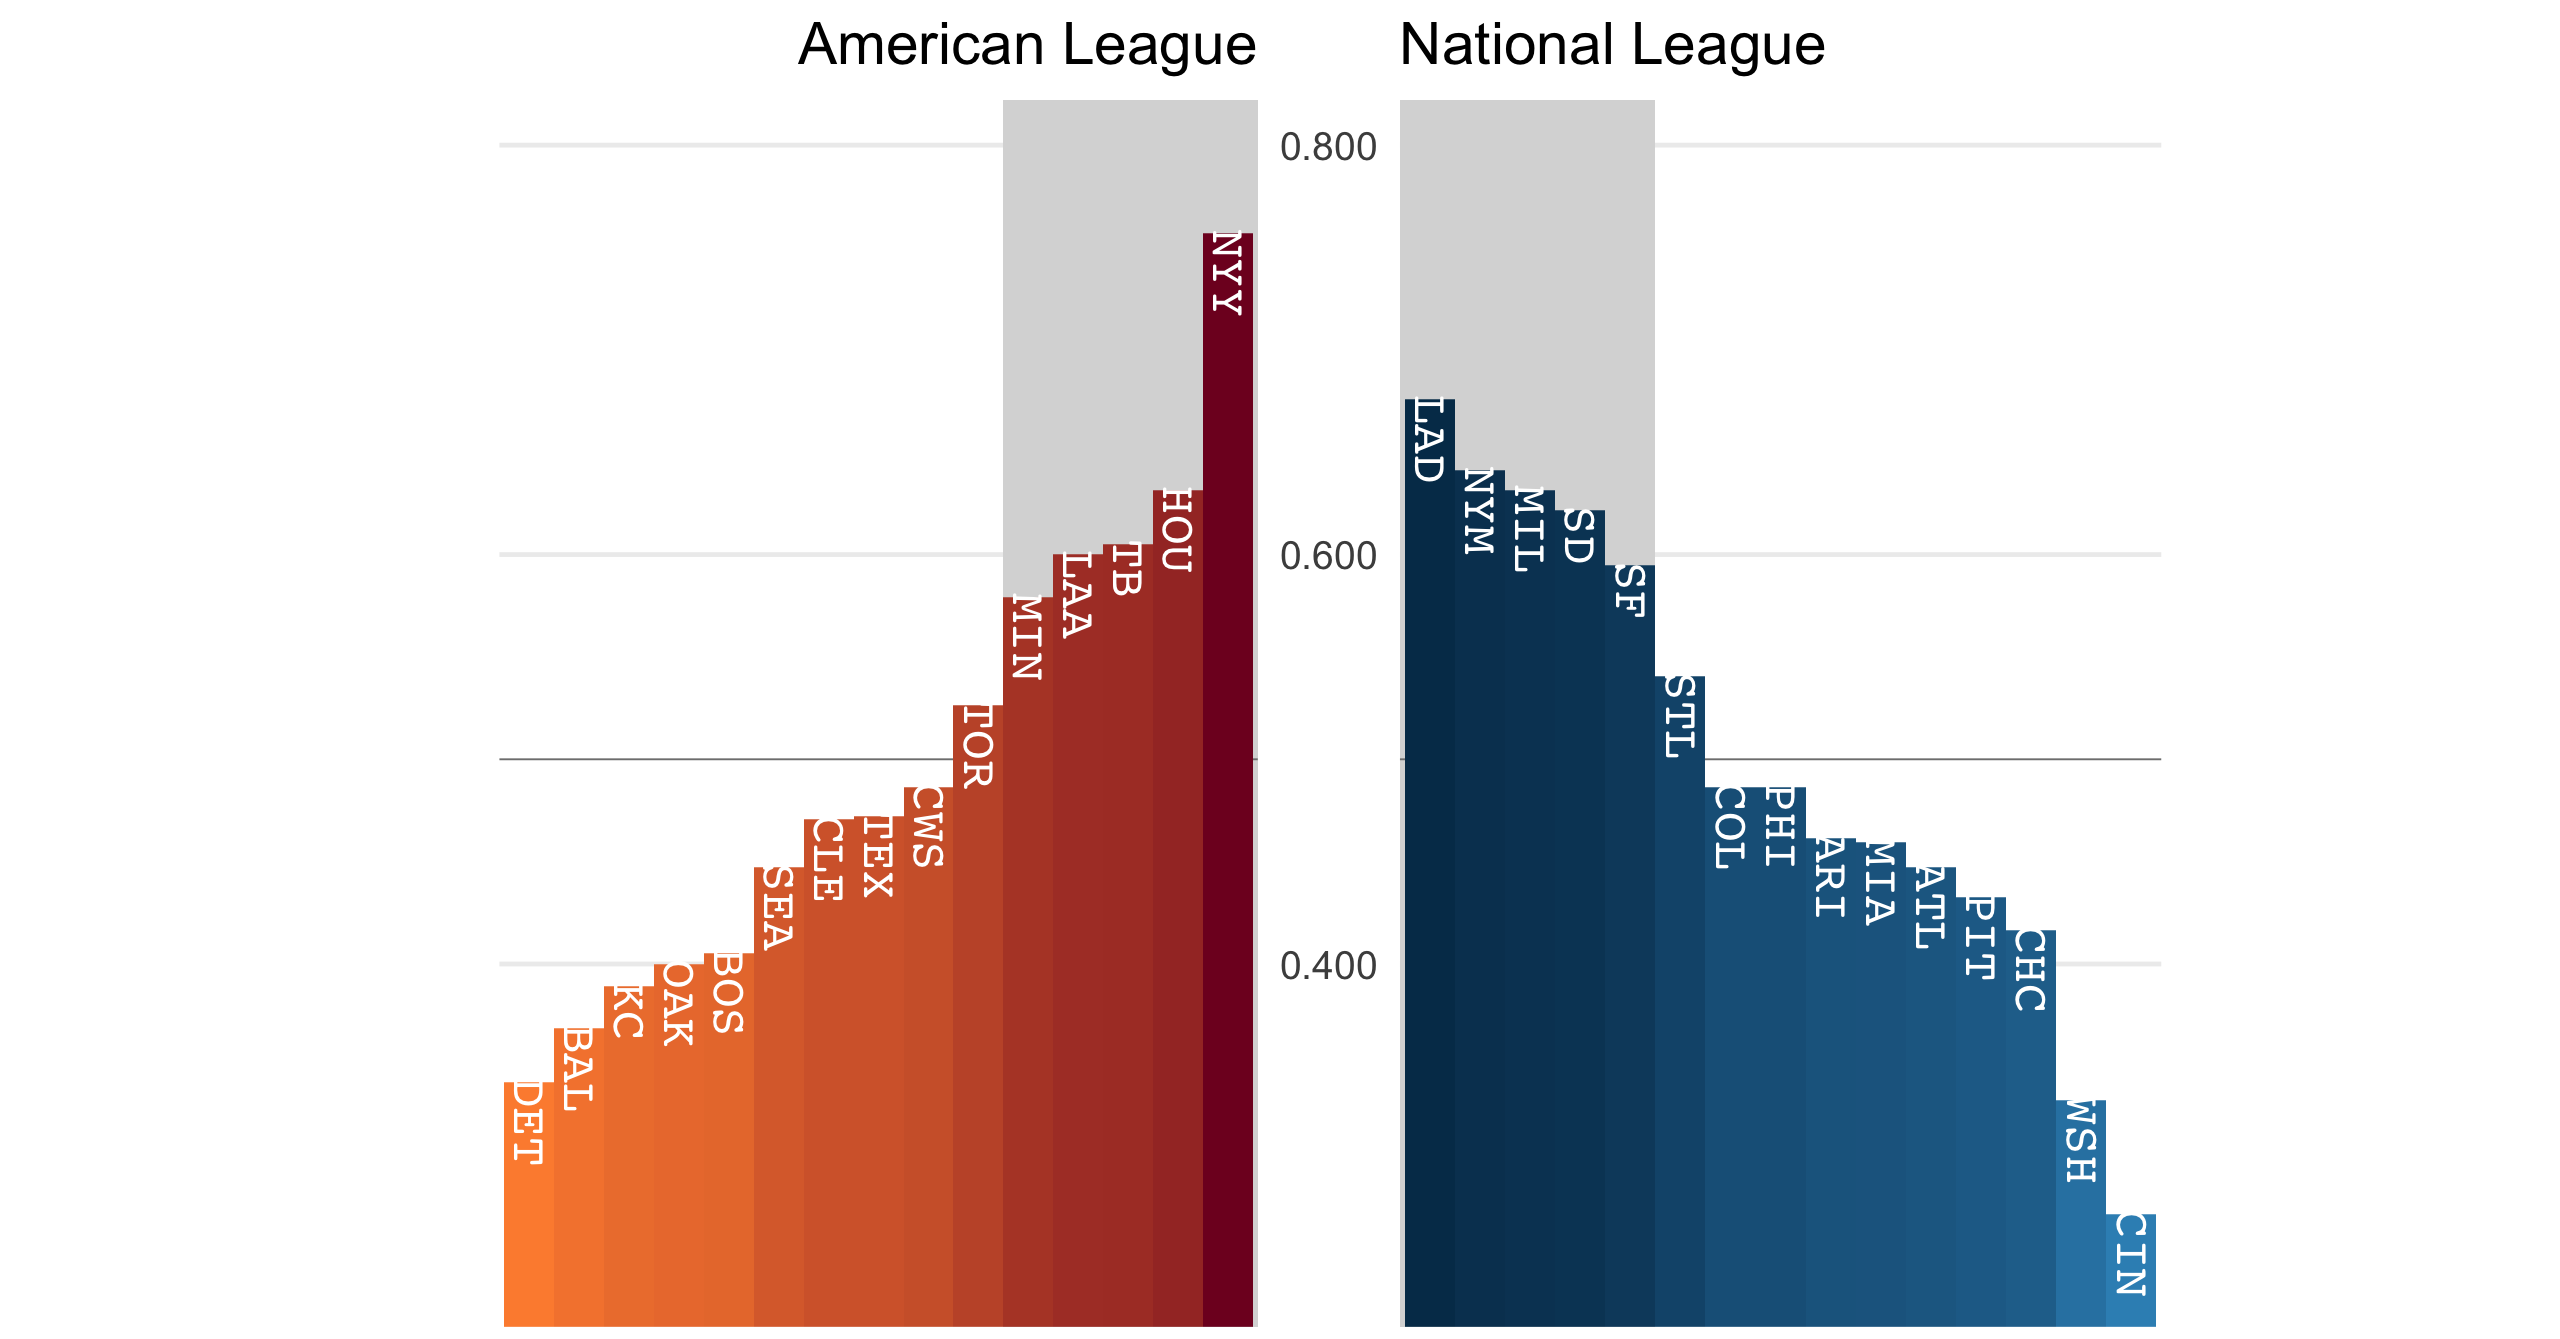 American League
National League
0.800
0.600
0.400
DET
BAL
KC
OAK
BOS
SEA
CLE
TEX
CWS
TOR
MIN
LAA
TB
HOU
NYY
LAD
NYM
MIL
SD
SF
STL
COL
PHI
ARI
MIA
ATL
PIT
CHC
WSH
CIN